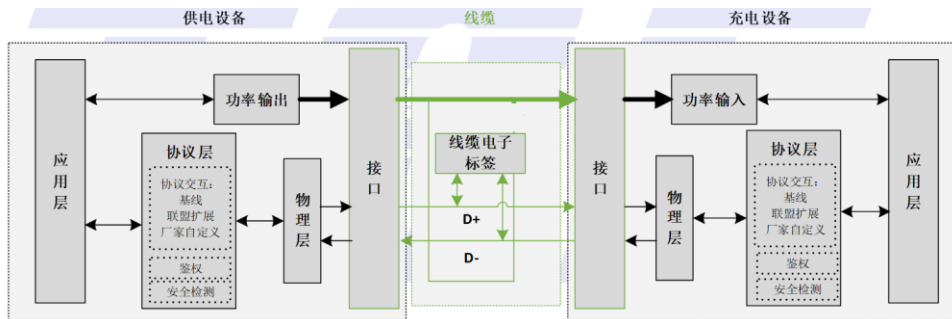 供电设备
线缆
充电设备
应用层
功率输出
协议层
协议交互：
基线
联盟扩展
厂家自定义
鉴权
安全检测
物理层
接口
线缆电子
标签
D+
D-
接口
功率输入
物理层
协议层
协议交互：
基线
联盟扩展
厂家自定义
鉴权
安全检测
应用层